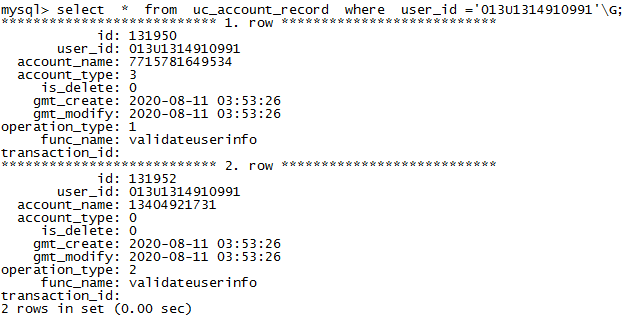 mysql> select  *  from  uc_account_record  where  user_id ='013U1314910991'\G;
*************************** 1. row ***************************
             id: 131950
        user_id: 013U1314910991
   account_name: 7715781649534
   account_type: 3
      is_delete: 0
     gmt_create: 2020-08-11 03:53:26
     gmt_modify: 2020-08-11 03:53:26
operation_type: 1
      func_name: validateuserinfo
transaction_id:
*************************** 2. row ***************************
             id: 131952
        user_id: 013U1314910991
   account_name: 13404921731
   account_type: 0
      is_delete: 0
     gmt_create: 2020-08-11 03:53:26
     gmt_modify: 2020-08-11 03:53:26
operation_type: 2
      func_name: validateuserinfo
transaction_id:
2 rows in set (0.00 sec)